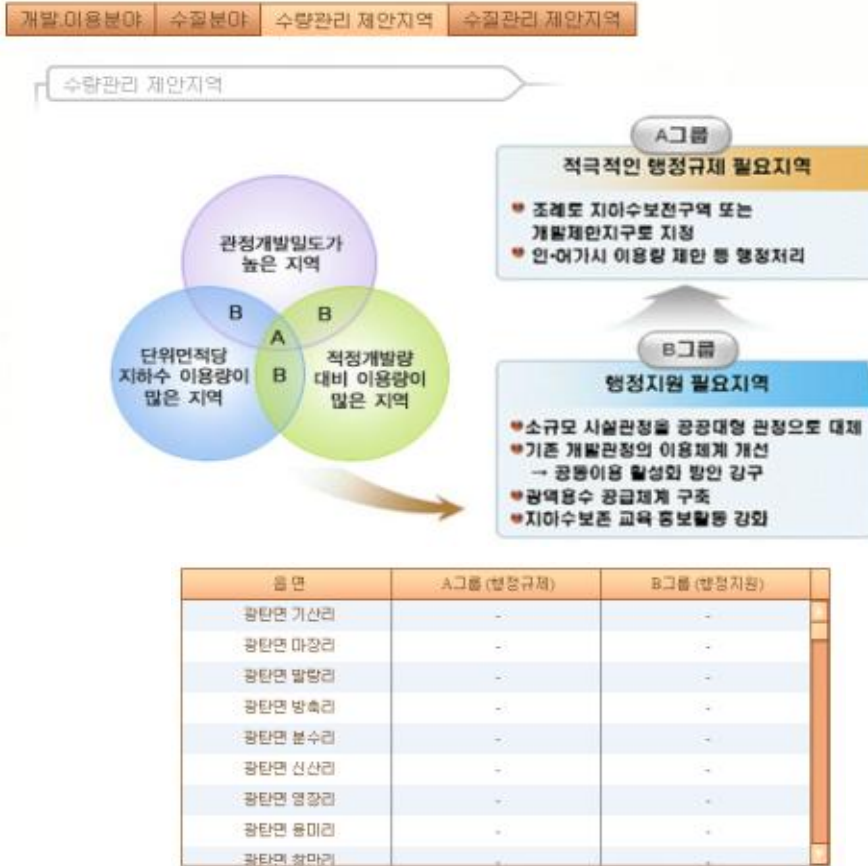 개발.이용분야
수질분야
수량관리 제안지역
수질관리 제안지역
수량관리 제안지역
관정개발밀도가
높은 지역
B
B
A
B
단위면적당
지하수 이용량이
많은 지역
적정개발량
대비 이용량이
많은 지역
A그룹
적극적인 행정규제 필요지역
조례로 지하수보전구역 또는
개발제한지구로 지정
인·허가시 이용량 제한 등 행정처리
B그룹
행정지원 필요지역
소규모 사설관정을 공공대형 관정으로 대체
기존 개발관정의 이용체계 개선
→ 공동이용 활성화 방안 강구
광역용수 공급체계 구축
지하수보존 교육·홍보활동 강화
읍면 A그룹(행정규제) B그룹(행정지원)
광탄면 기산리 - -
광탄면 마장리 - -
광탄면 발랑리 - -
광탄면 방축리 - -
광탄면 분수리 - -
광탄면 신산리 - -
광탄면 영장리 - -
광탄면 용미리 - -
광탄면 창만리 - -